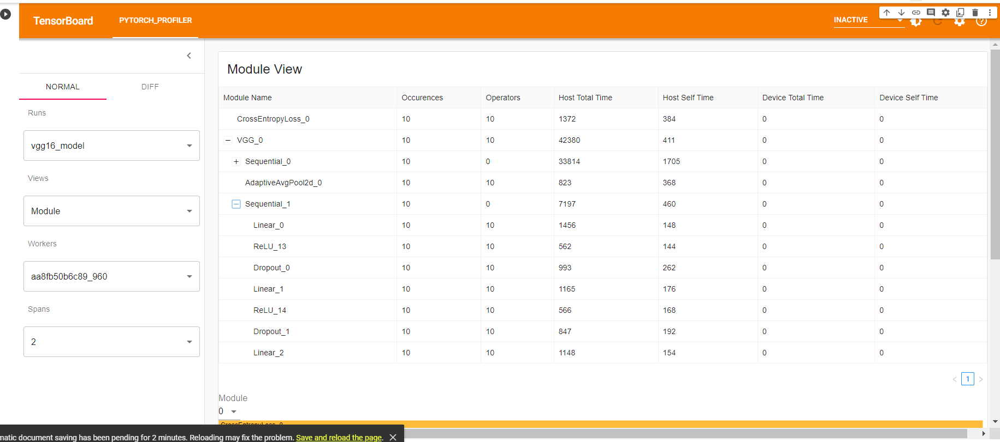 TensorBoard PYTORCH_PROFILER INACTIVE
NORMAL DIFF
Runs
vgg16_model
Views
Module
Workers
aa8fb50b6c89_960
Spans
2
Module View
Module Name Occurences Operators Host Total Time Host Self Time Device Total Time Device Self Time
CrossEntropyLoss_0 10 10 1372 384 0 0
VGG_0 10 10 42380 411 0 0
Sequential_0 10 0 33814 1705 0 0
AdaptiveAvgPool2d_0 10 10 823 368 0 0
Sequential_1 10 0 7197 460 0 0
Linear_0 10 10 1456 148 0 0
ReLU_13 10 10 562 144 0 0
Dropout_0 10 10 993 262 0 0
Linear_1 10 10 1165 176 0 0
ReLU_14 10 10 566 168 0 0
Dropout_1 10 10 847 192 0 0
Linear_2 10 10 1148 154 0 0
1
Module
0
CrossEntropyLoss_0
matic document saving has been pending for 2 minutes. Reloading may fix the problem. Save and reload the page.